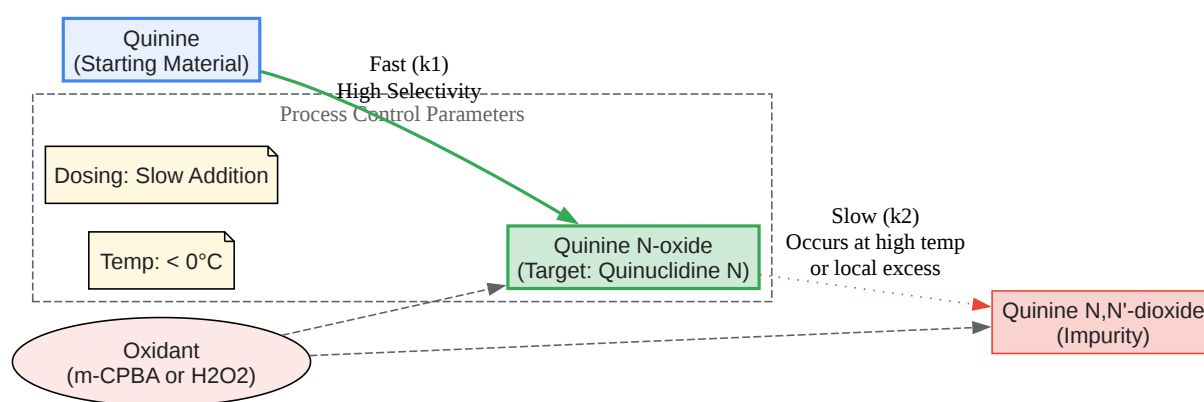 Quinine
(Starting Material)
Fast (k1)
High Selectivity
Process Control Parameters
Dosing: Slow Addition
Temp: < 0°C
Quinine N-oxide
(Target: Quinuclidine N)
Slow (k2)
Occurs at high temp
or local excess
Quinine N,N'-dioxide
(Impurity)
Oxidant
(m-CPBA or H2O2)